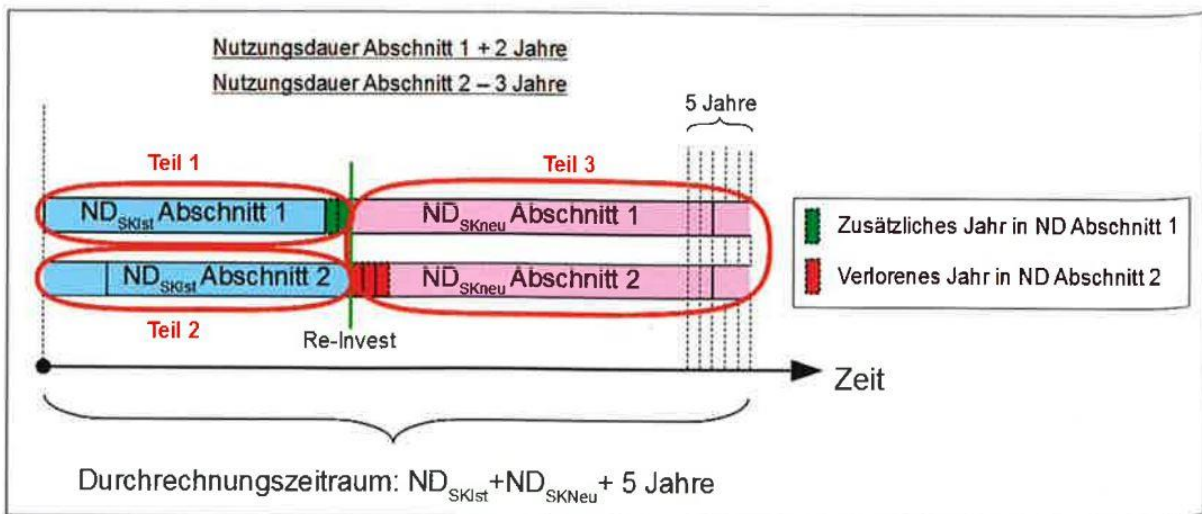 Nutzungsdauer Abschnitt 1 + 2 Jahre
Nutzungsdauer Abschnitt 2 – 3 Jahre
5 Jahre
Teil 1
Teil 3
ND_SKIst Abschnitt 1
ND_SKneu Abschnitt 1
ND_SKIst Abschnitt 2
ND_SKneu Abschnitt 2
Zusätzliches Jahr in ND Abschnitt 1
Verlorenes Jahr in ND Abschnitt 2
Teil 2
Re-Invest
Zeit
Durchrechnungszeitraum: ND_SKIst+ND_SKNeu+ 5 Jahre